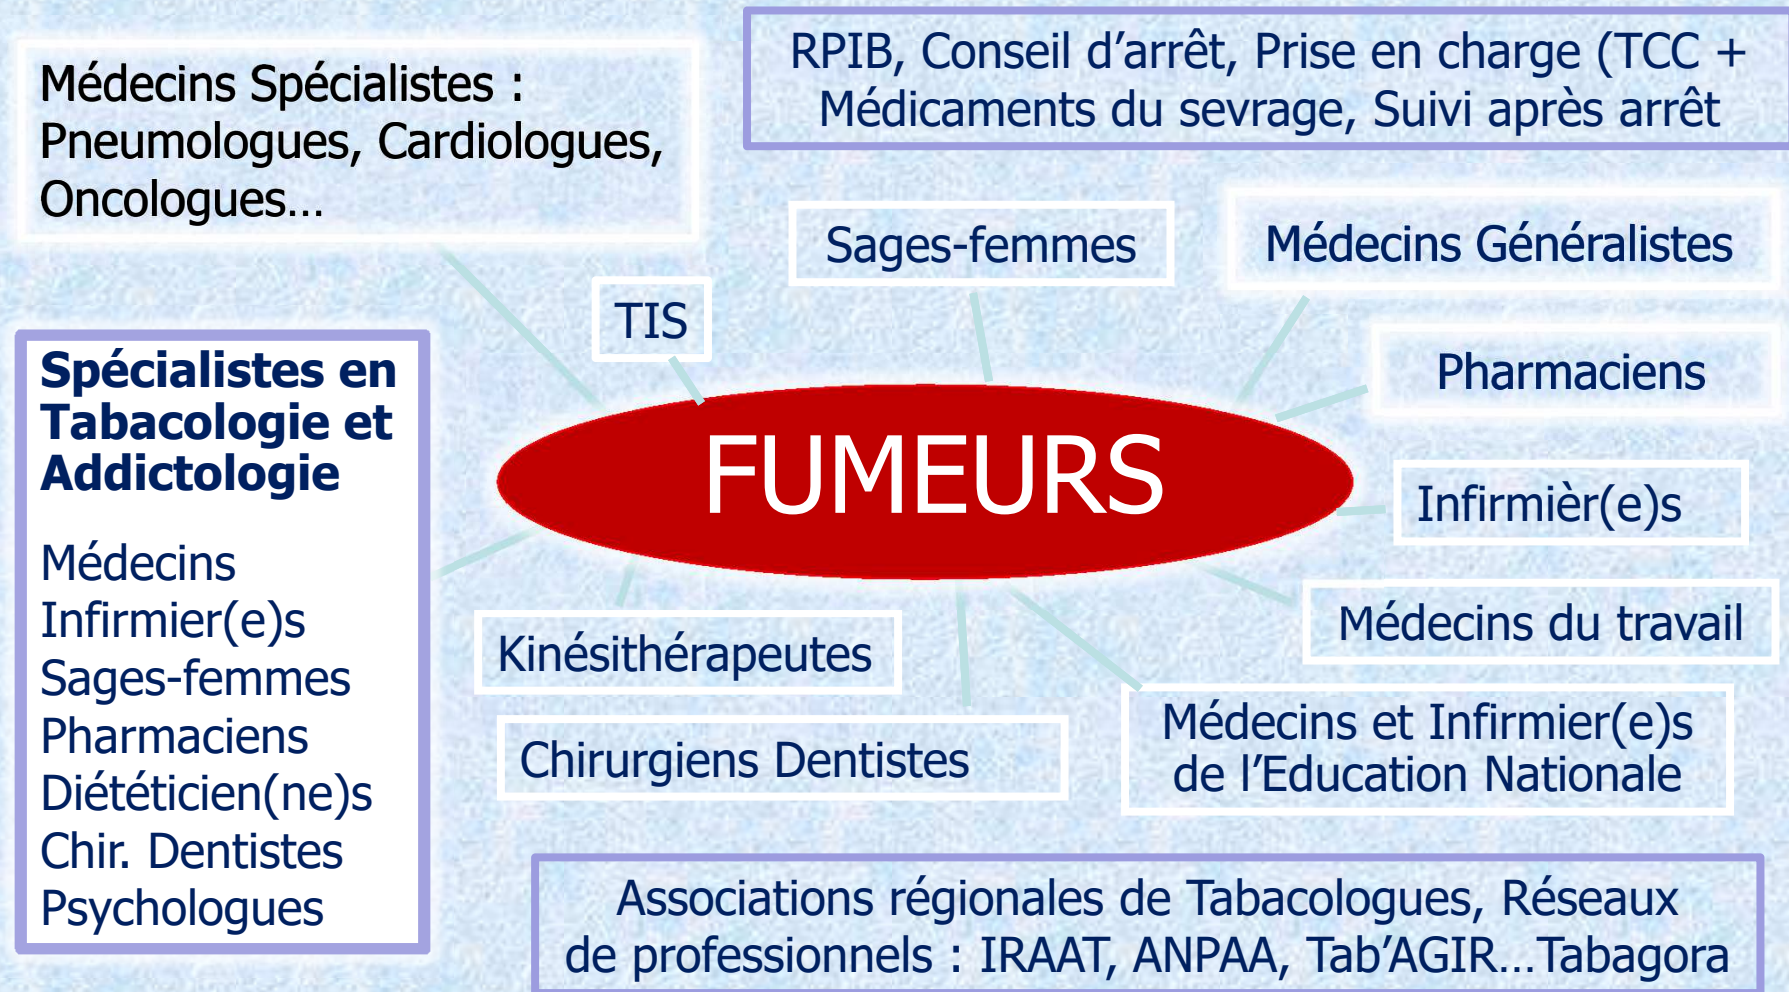 RPIB, Conseil d’arrêt, Prise en charge (TCC +
Médicaments du sevrage, Suivi après arrêt
Médecins Spécialistes :
Pneumologues, Cardiologues,
Oncologues…
Sages-femmes
Médecins Généralistes
TIS
Pharmaciens
Spécialistes en
Tabacologie et
Addictologie
Médecins
Infirmier(e)s
Sages-femmes
Pharmaciens
Diététicien(ne)s
Chir. Dentistes
Psychologues
FUMEURS
Infirmièr(e)s
Médecins du travail
Kinésithérapeutes
Médecins et Infirmier(e)s
de l’Education Nationale
Chirurgiens Dentistes
Associations régionales de Tabacologues, Réseaux
de professionnels : IRAAT, ANPAA, Tab’AGIR…Tabagora